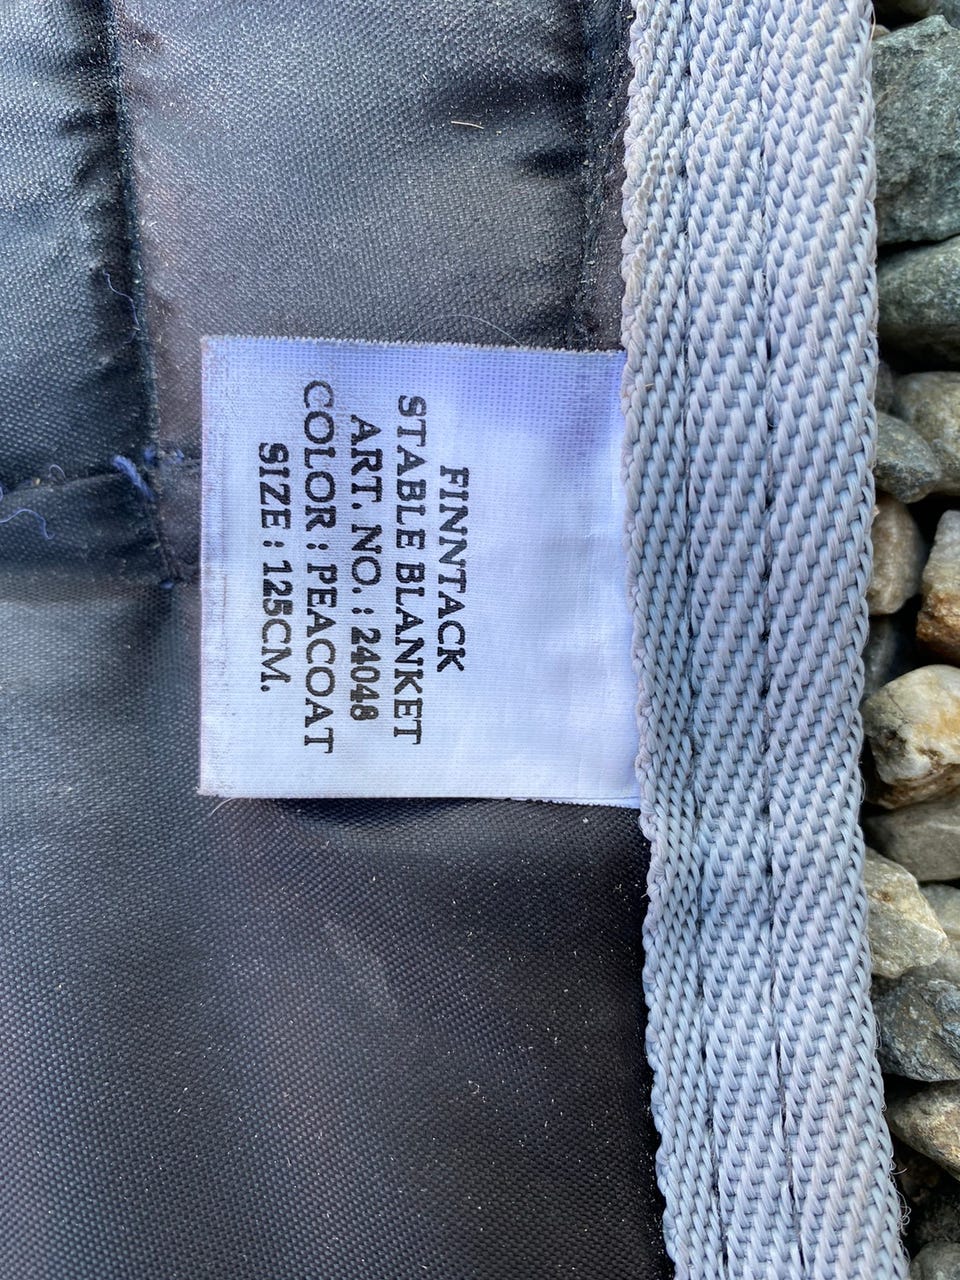 FINNTACK
STABLE BLANKET
ART. NO. : 24048
COLOR : PEACOAT
SIZE : 125CM.